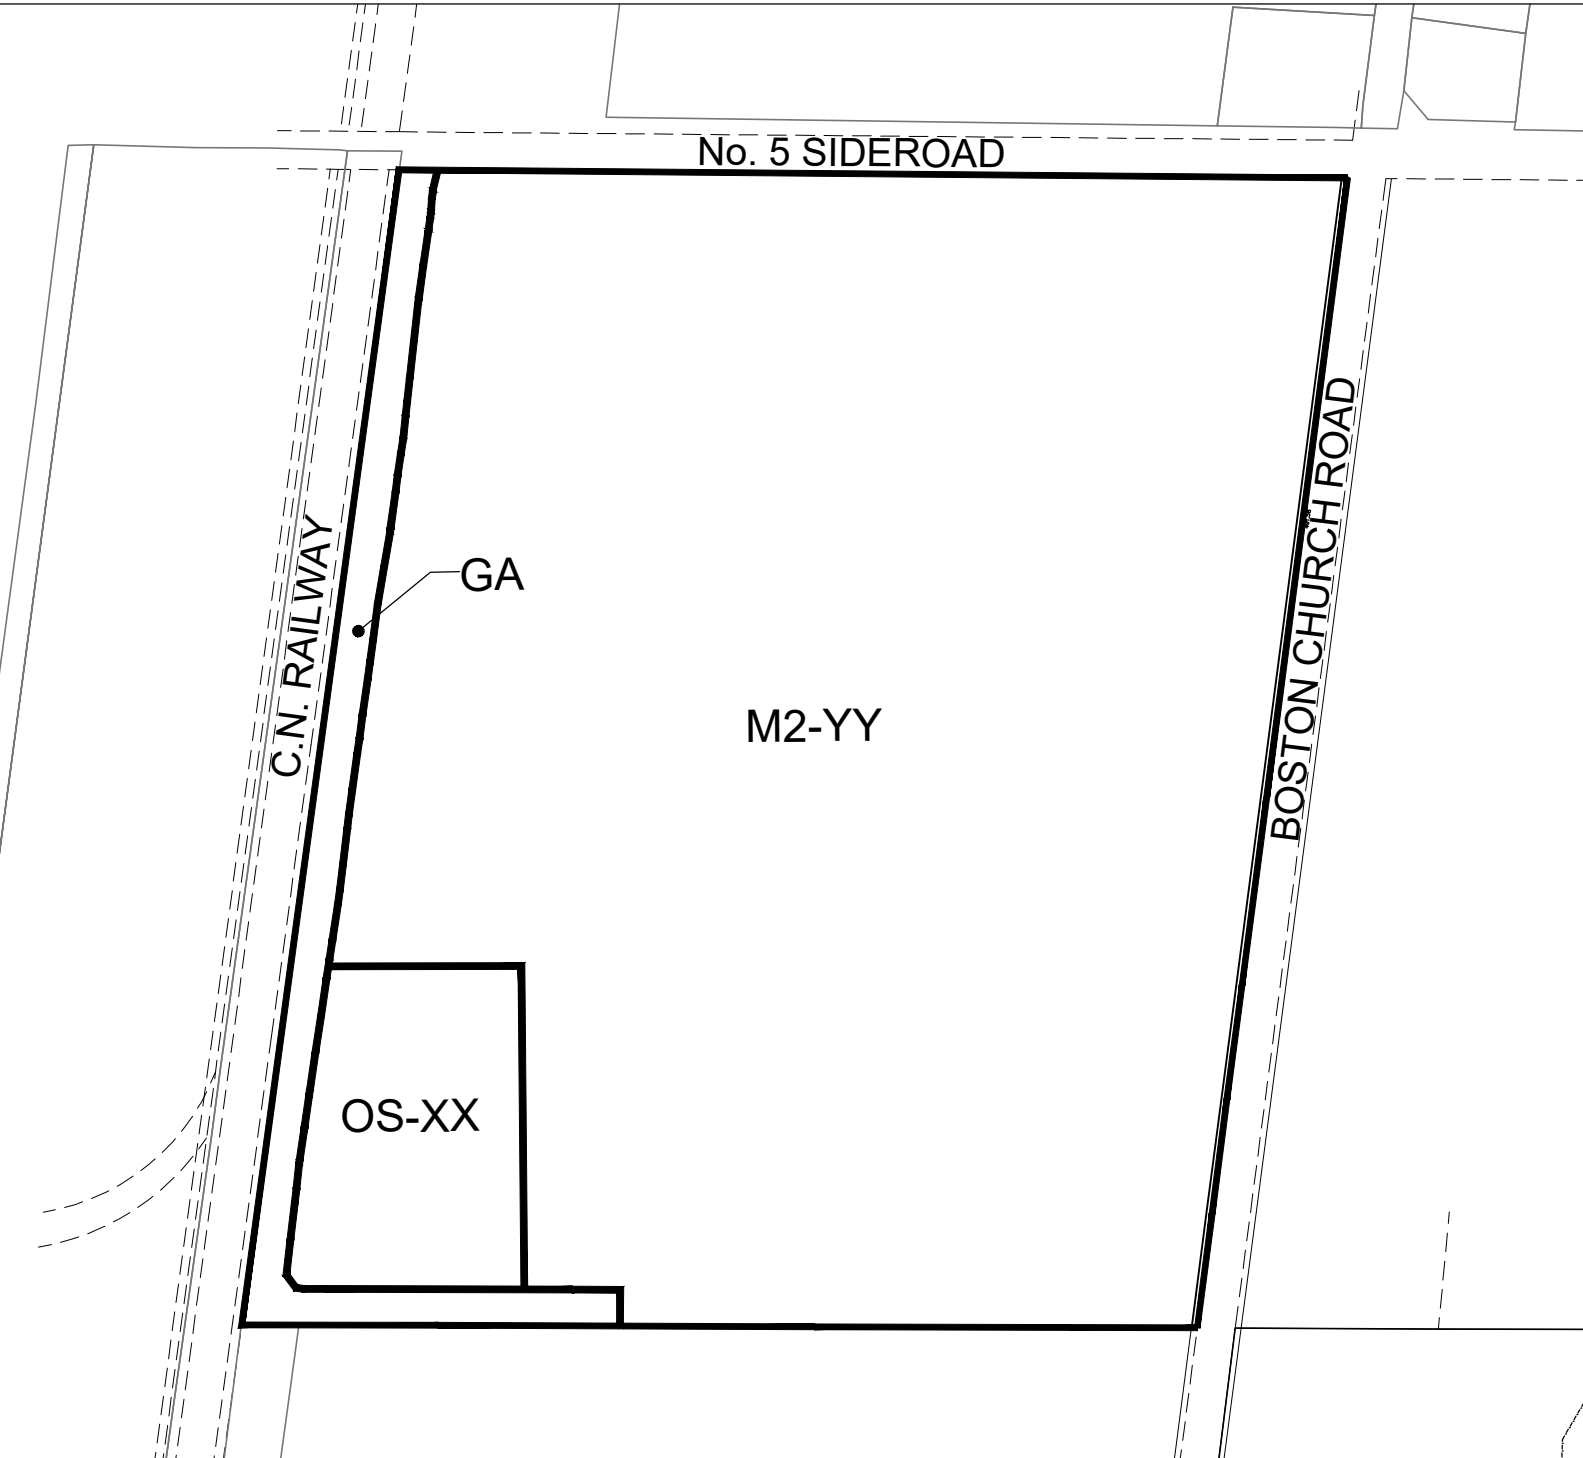 No. 5 SIDEROAD
C.N. RAILWAY
GA
BOSTON CHURCH ROAD
M2-YY
OS-XX